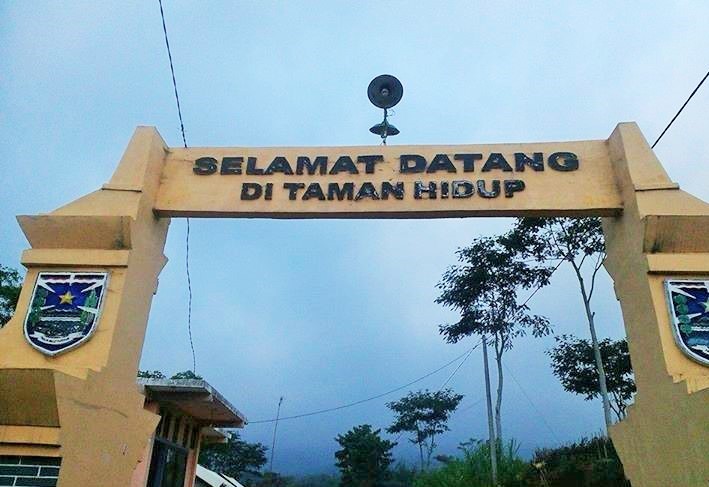 SELAMAT DATANG
DI TAMAN HIDUP